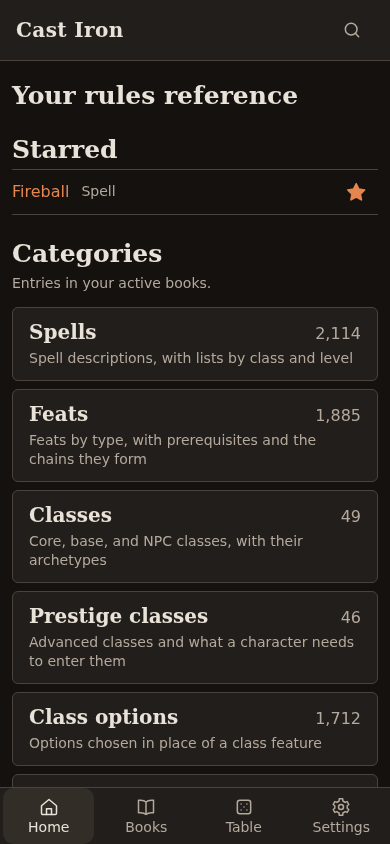 Cast Iron
Your rules reference
Starred
Fireball Spell
Categories
Entries in your active books.
Spells 2,114
Spell descriptions, with lists by class and level
Feats 1,885
Feats by type, with prerequisites and the
chains they form
Classes 49
Core, base, and NPC classes, with their
archetypes
Prestige classes 46
Advanced classes and what a character needs
to enter them
Class options 1,712
Options chosen in place of a class feature
Home Books Table Settings